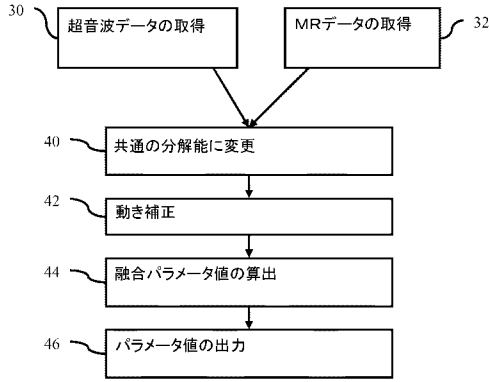 30
超音波データの取得
MRデータの取得
32
40
共通の分解能に変更
42
動き補正
44
融合パラメータ値の算出
46
パラメータ値の出力